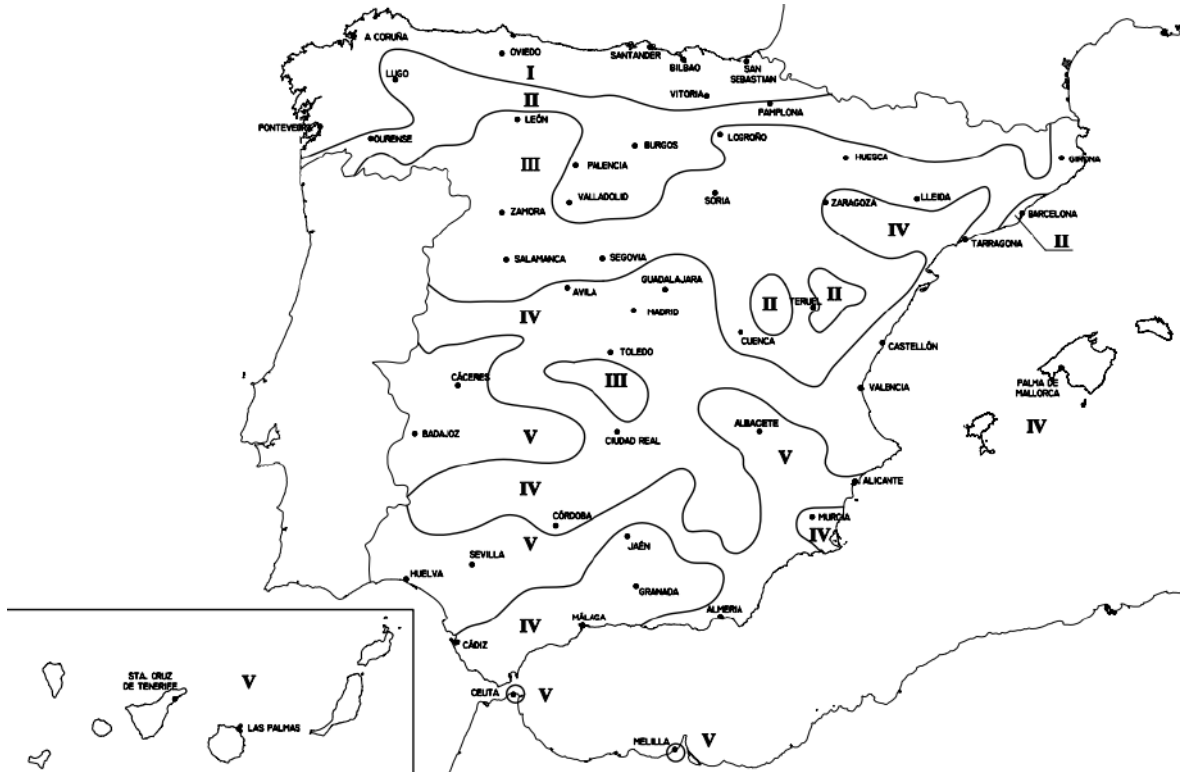 A CORUÑA
OVIEDO
SANTANDER
BILBAO
SAN
SEBASTIAN
LUGO
I
VITORIA
II
PAMPLONA
LEÓN
PONTEVEDRA
OURENSE
LOGROÑO
BURGOS
HUESCA
GIRONA
III
PALENCIA
VALLADOLID
SORIA
ZARAGOZA
LLEIDA
ZAMORA
BARCELONA
IV
II
TARRAGONA
SALAMANCA
SEGOVIA
GUADALAJARA
AVILA
II
II
TERUEL
IV
MADRID
CUENCA
CASTELLÓN
TOLEDO
CÁCERES
III
PALMA DE
MALLORCA
VALENCIA
IV
ALBACETE
BADAJOZ
V
CIUDAD REAL
V
ALICANTE
IV
CÓRDOBA
MURCIA
IV
V
JAÉN
SEVILLA
HUELVA
GRANADA
ALMERIA
MÁLAGA
IV
CÁDIZ
STA. CRUZ
DE TENERIFE
V
CEUTA
V
LAS PALMAS
MELILLA
V